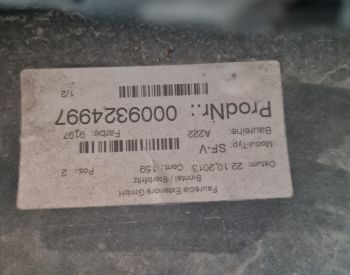 Faurecia Exteriors GmbH
Sinntal / Sterbfritz
Datum: 22.10.2013 Cont.: 159 Pos.: 2
Modul-Typ: SF-V
Baureihe: A222 Farbe: 9197
ProdNr.: 0009324997
1/2